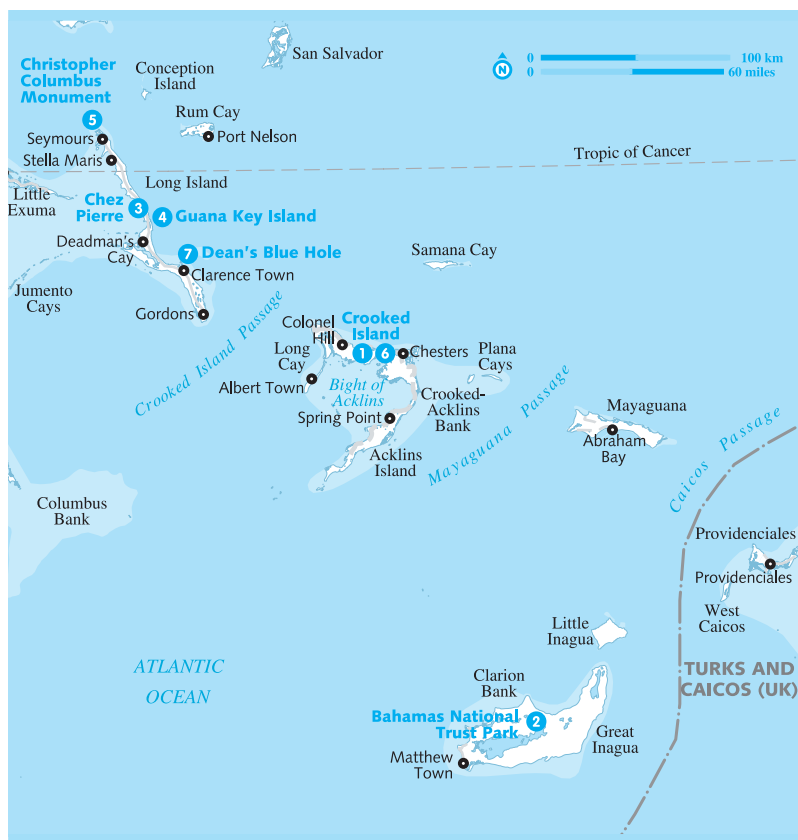 San Salvador
0
100 km
0
60 miles
N
Christopher
Columbus
Monument
Conception
Island
5
Rum Cay
Port Nelson
Seymours
Stella Maris
Tropic of Cancer
Long Island
Little
Exuma
Chez
Pierre
3
4
Guana Key Island
Deadman's
Cay
7
Dean's Blue Hole
Samana Cay
Clarence Town
Jumento
Cays
Gordons
Crooked Island Passage
Colonel
Hill
Crooked
Island
1
6
Chesters
Plana
Cays
Long
Cay
Albert Town
Bight of
Acklins
Crooked-
Acklins
Bank
Spring Point
Acklins
Island
Mayaguana Passage
Mayaguana
Abraham
Bay
Caicos Passage
Columbus
Bank
Providenciales
Providenciales
West
Caicos
Little
Inagua
ATLANTIC
OCEAN
TURKS AND
CAICOS (UK)
Clarion
Bank
Bahamas National
Trust Park
2
Great
Inagua
Matthew
Town